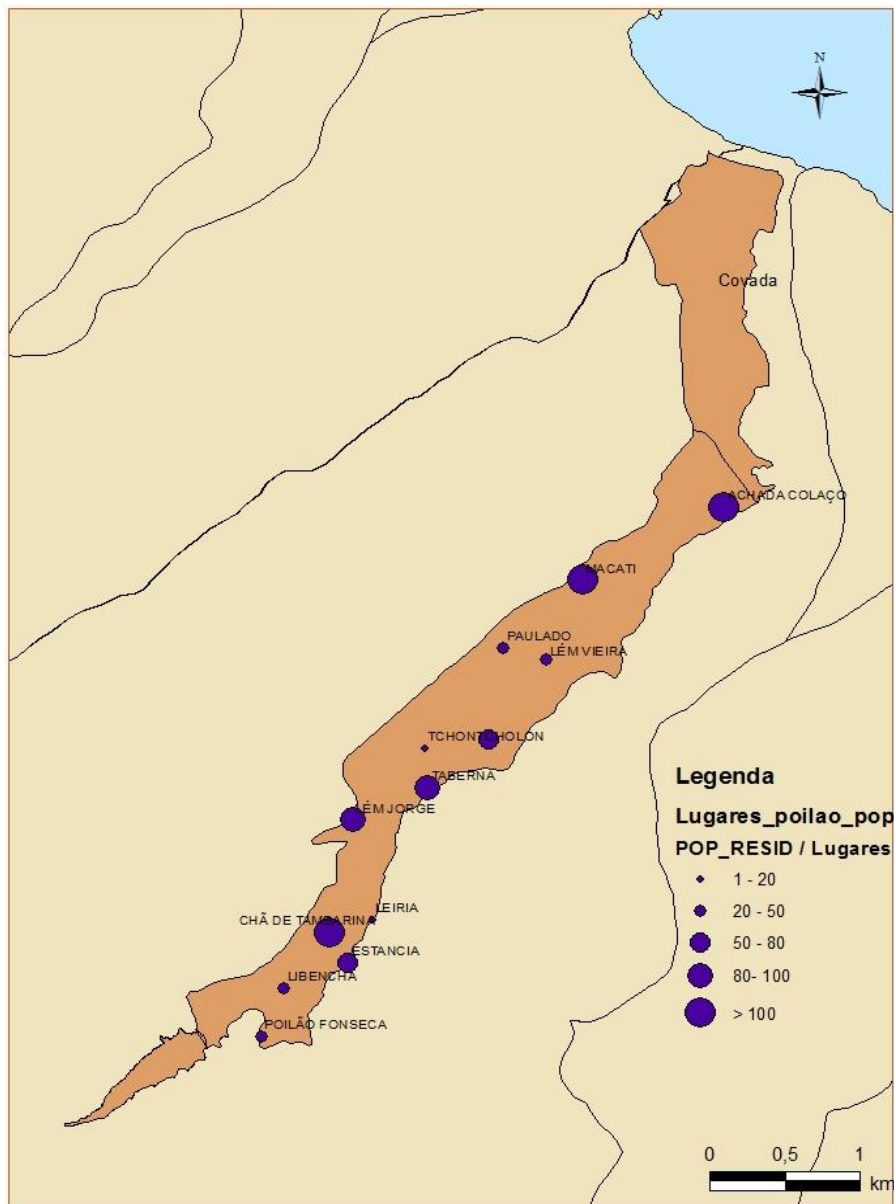 N
Covada
ACHADA COLAÇO
MACATI
PAULADO
LÉM VIEIRA
TCHONTCHOLON
TABERNA
LÉM JORGE
LEIRIA
CHÃ DE TAMBARINA
ESTANCIA
LIBENCHA
POILÃO FONSECA
Legenda
Lugares_poilao_pop
POP_RESID / Lugares
1 - 20
20 - 50
50 - 80
80- 100
> 100
0 0,5 1
km